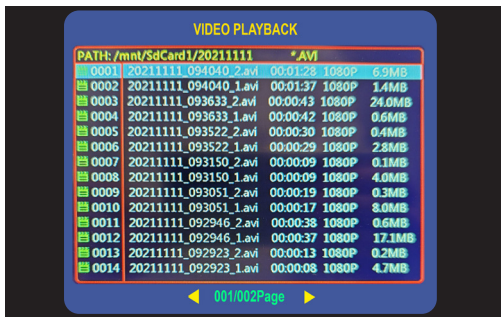 VIDEO PLAYBACK
PATH: /mnt/SdCard1/20211111 *.AVI
0001 20211111_094040_2.avi 00:01:28 1080P 6.9MB
0002 20211111_094040_1.avi 00:01:37 1080P 1.4MB
0003 20211111_093633_2.avi 00:00:43 1080P 24.0MB
0004 20211111_093633_1.avi 00:00:42 1080P 0.6MB
0005 20211111_093522_2.avi 00:00:30 1080P 0.4MB
0006 20211111_093522_1.avi 00:00:29 1080P 2.8MB
0007 20211111_093150_2.avi 00:00:09 1080P 0.1MB
0008 20211111_093150_1.avi 00:00:09 1080P 4.0MB
0009 20211111_093051_2.avi 00:00:19 1080P 0.3MB
0010 20211111_093051_1.avi 00:00:17 1080P 8.0MB
0011 20211111_092946_2.avi 00:00:38 1080P 0.6MB
0012 20211111_092946_1.avi 00:00:37 1080P 17.1MB
0013 20211111_092923_2.avi 00:00:13 1080P 0.2MB
0014 20211111_092923_1.avi 00:00:08 1080P 4.7MB
001/002Page